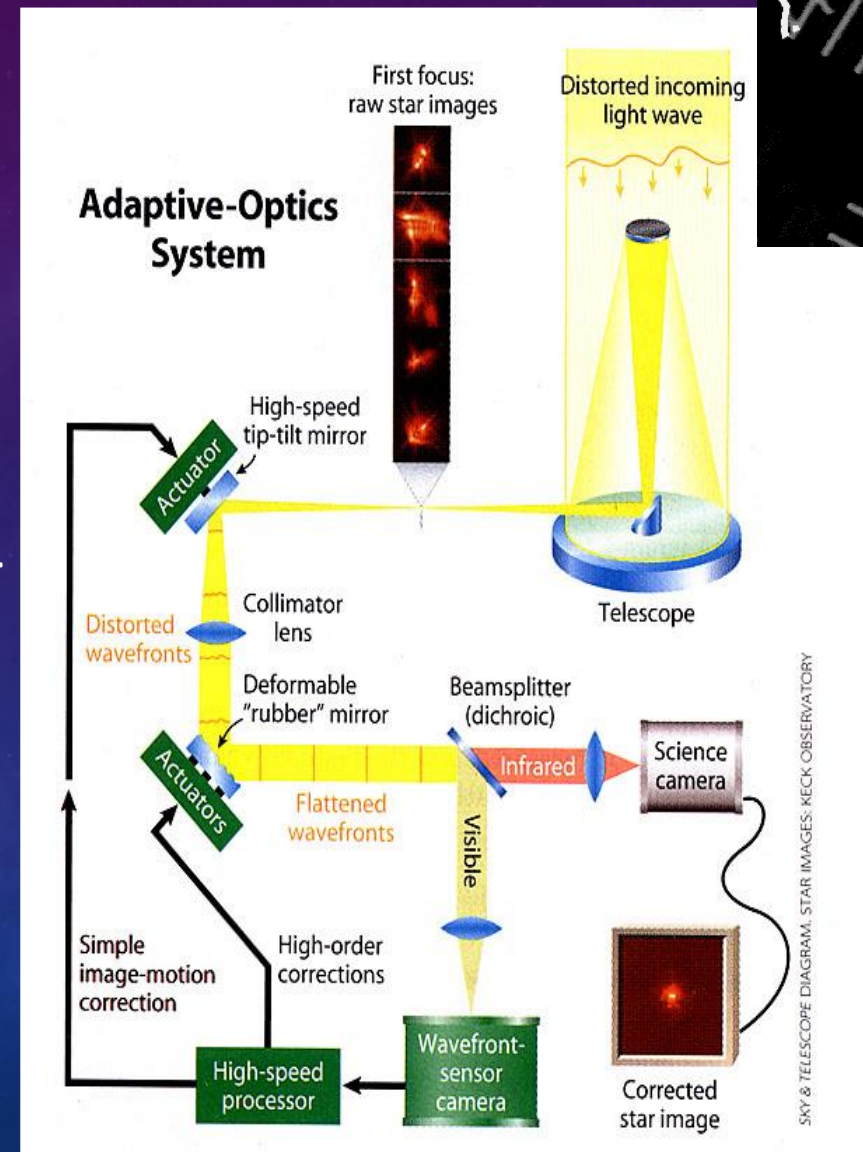 First focus:
raw star images
Distorted incoming
light wave
Adaptive-Optics
System
High-speed
tip-tilt mirror
Actuator
Telescope
Collimator
lens
Distorted
wavefronts
Deformable
"rubber" mirror
Beamsplitter
(dichroic)
Infrared
Science
camera
Actuators
Flattened
wavefronts
Visible
Simple
image-motion
correction
High-order
corrections
High-speed
processor
Wavefront-
sensor
camera
Corrected
star image
SKY & TELESCOPE DIAGRAM. STAR IMAGES: KECK OBSERVATORY